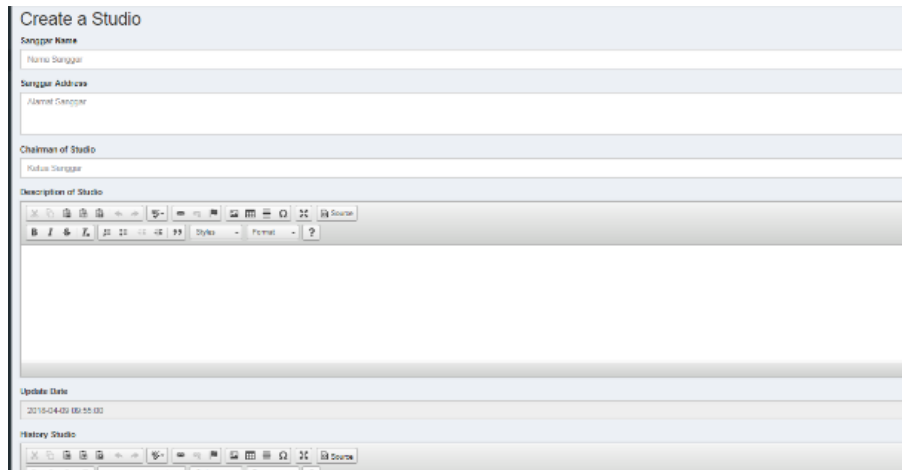 Create a Studio
Sanggar Name
Nama Sanggar
Sanggar Address
Alamat Sanggar
Chairman of Studio
Ketua Sanggar
Description of Studio
Source
B I S Styles Format ?
Update Date
2018-04-09 09:55:00
History Studio
Source